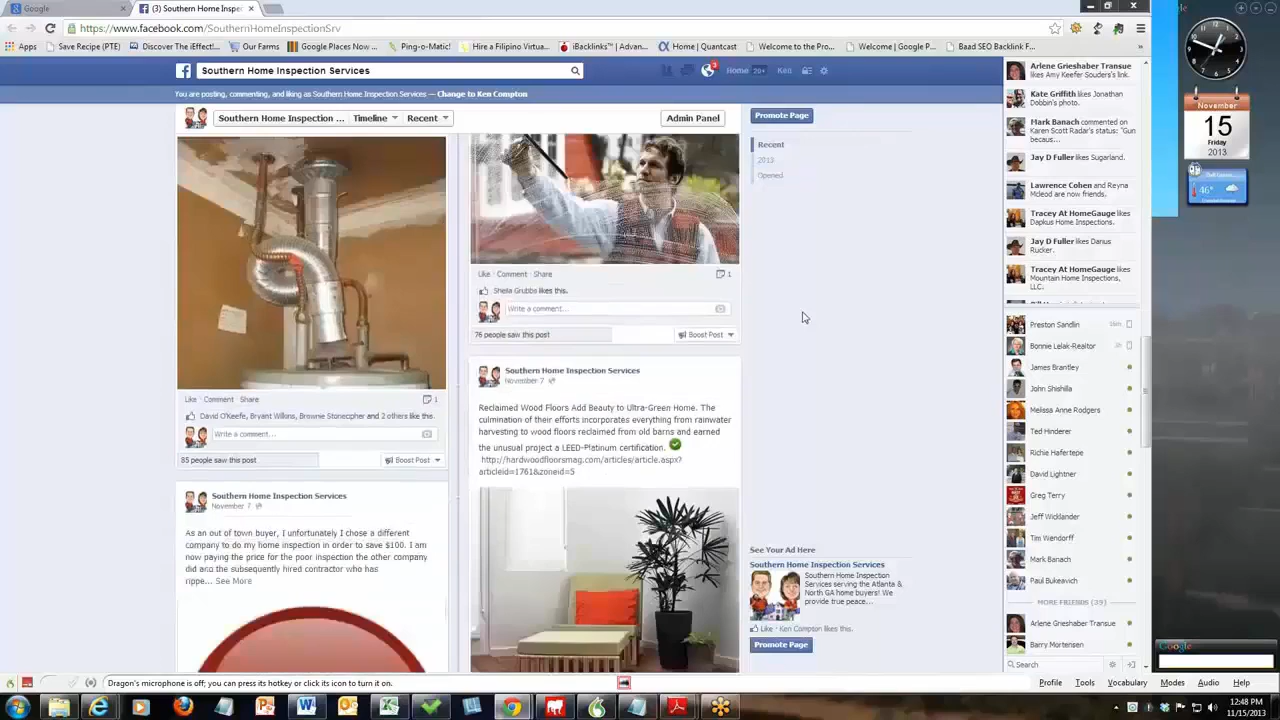 Google
(3) Southern Home Inspe
https://www.facebook.com/SouthernHomeInspectionSrv
Apps
Save Recipe (PTE)
Discover The iEffect!...
Our Farms
Google Places Now ...
Ping-o-Matic!
Hire a Filipino Virtua...
iBacklinks™ | Advan...
Home | Quantcast
Welcome to the Pro...
Welcome | Google P...
Baad SEO Backlink F...
Southern Home Inspection Services
Home 20+
Ken
You are posting, commenting, and liking as Southern Home Inspection Services — Change to Ken Compton
Southern Home Inspection ...
Timeline
Recent
Admin Panel
Promote Page
Recent
2013
Opened
Like · Comment · Share
1
David O'Keefe, Bryant Wilkins, Brownie Stonecipher and 2 others like this.
Write a comment...
85 people saw this post
Boost Post
Southern Home Inspection Services
November 7
As an out of town buyer, I unfortunately I chose a different
company to do my home inspection in order to save $100. I am
now paying the price for the poor inspection the other company
did and the subsequently hired contractor who has
rippe... See More
Like · Comment · Share
1
Sheila Grubbs likes this.
Write a comment...
76 people saw this post
Boost Post
Southern Home Inspection Services
November 7
Reclaimed Wood Floors Add Beauty to Ultra-Green Home. The
culmination of their efforts incorporates everything from rainwater
harvesting to wood floors reclaimed from old barns and earned
the unusual project a LEED-Platinum certification.
http://hardwoodfloorsmag.com/articles/article.aspx?
articleid=1761&zoneid=5
See Your Ad Here
Southern Home Inspection Services
Southern Home Inspection
Services serving the Atlanta &
North GA home buyers! We
provide true peace...
Like · Ken Compton likes this.
Promote Page
Arlene Grieshaber Transue
likes Amy Keefer Souders's link.
Kate Griffith likes Jonathan
Dobbin's photo.
Mark Banach commented on
Karen Scott Radar's status: "Gun
becaus...
Jay D Fuller likes Sugarland.
Lawrence Cohen and Reyna
Mcleod are now friends.
Tracey At HomeGauge likes
Dapkus Home Inspections.
Jay D Fuller likes Darius
Rucker.
Tracey At HomeGauge likes
Mountain Home Inspections,
LLC.
Preston Sandlin
Bonnie Lelak-Realtor
James Brantley
John Shishilla
Melissa Anne Rodgers
Ted Hinderer
Richie Hafertepe
David Lightner
Greg Terry
Jeff Wicklander
Tim Wendorff
Mark Banach
Paul Bukeavich
MORE FRIENDS (39)
Arlene Grieshaber Transue
Barry Mortensen
Search
November
15
Friday
2013
46°
Google
Dragon's microphone is off; you can press its hotkey or click its icon to turn it on.
Profile
Tools
Vocabulary
Modes
Audio
Help
12:48 PM
11/15/2013